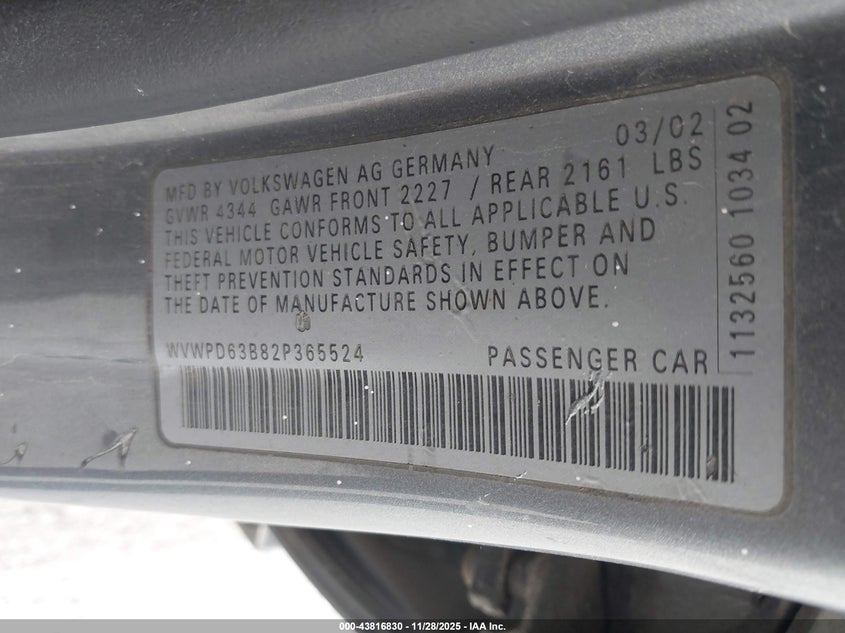 03/02
MFD BY VOLKSWAGEN AG GERMANY
GVWR 4344 GAWR FRONT 2227 / REAR 2161 LBS
THIS VEHICLE CONFORMS TO ALL APPLICABLE U.S.
FEDERAL MOTOR VEHICLE SAFETY, BUMPER AND
THEFT PREVENTION STANDARDS IN EFFECT ON
THE DATE OF MANUFACTURE SHOWN ABOVE.
WVWPD63B82P365524 PASSENGER CAR
1132560 1034 02
000-43816830 - 11/28/2025 - IAA Inc.